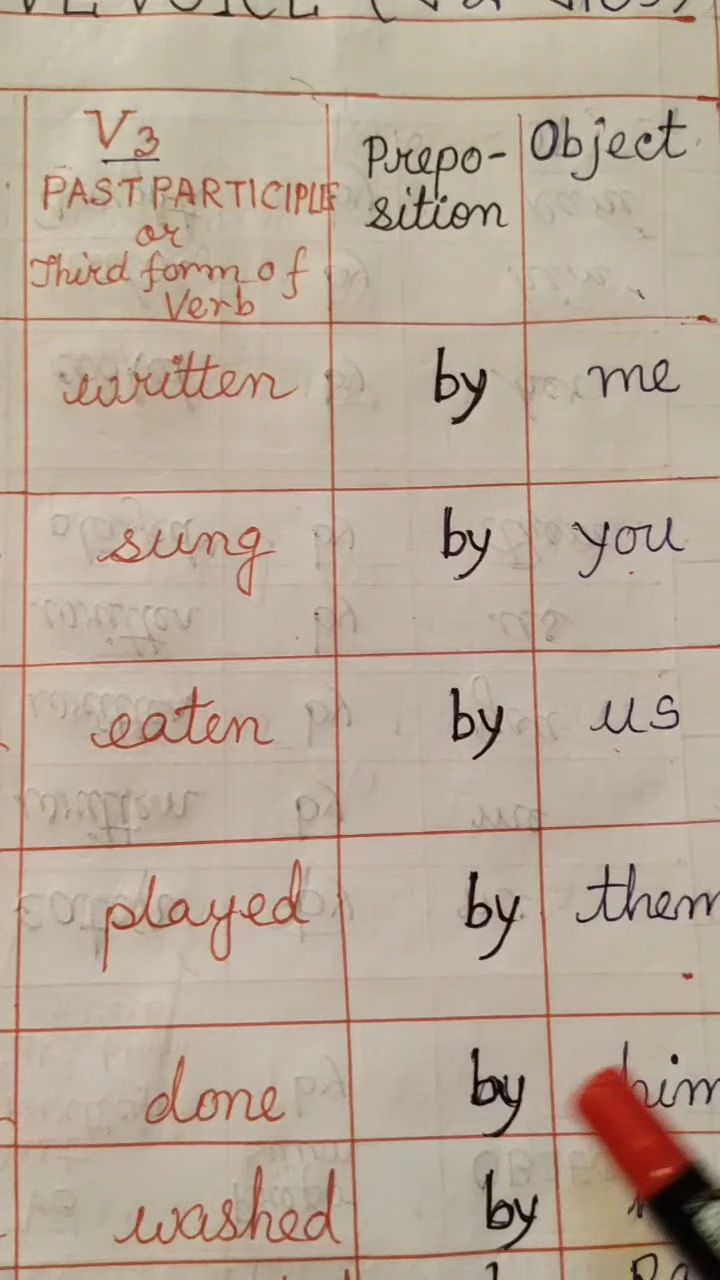 V3
PAST PARTICIPLE
or
Third form of
Verb
Prepo-
sition
Object
written by me
sung by you
eaten by us
played by them
done by him
washed by